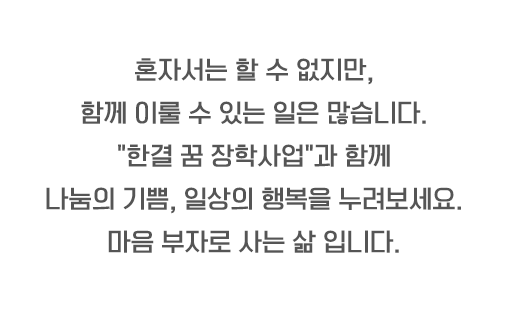 혼자서는 할 수 없지만,
함께 이룰 수 있는 일은 많습니다.
"한결 꿈 장학사업"과 함께
나눔의 기쁨, 일상의 행복을 누려보세요.
마음 부자로 사는 삶 입니다.